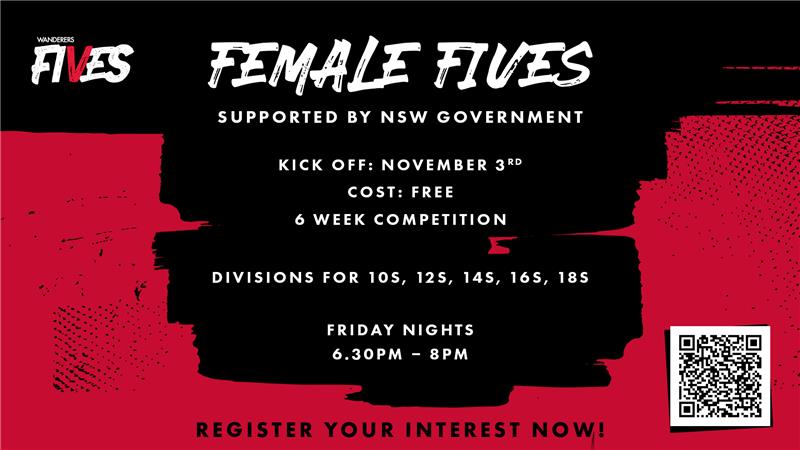 WANDERERS
FIVES
FEMALE FIVES
SUPPORTED BY NSW GOVERNMENT
KICK OFF: NOVEMBER 3RD
COST: FREE
6 WEEK COMPETITION
DIVISIONS FOR 10S, 12S, 14S, 16S, 18S
FRIDAY NIGHTS
6.30PM – 8PM
REGISTER YOUR INTEREST NOW!